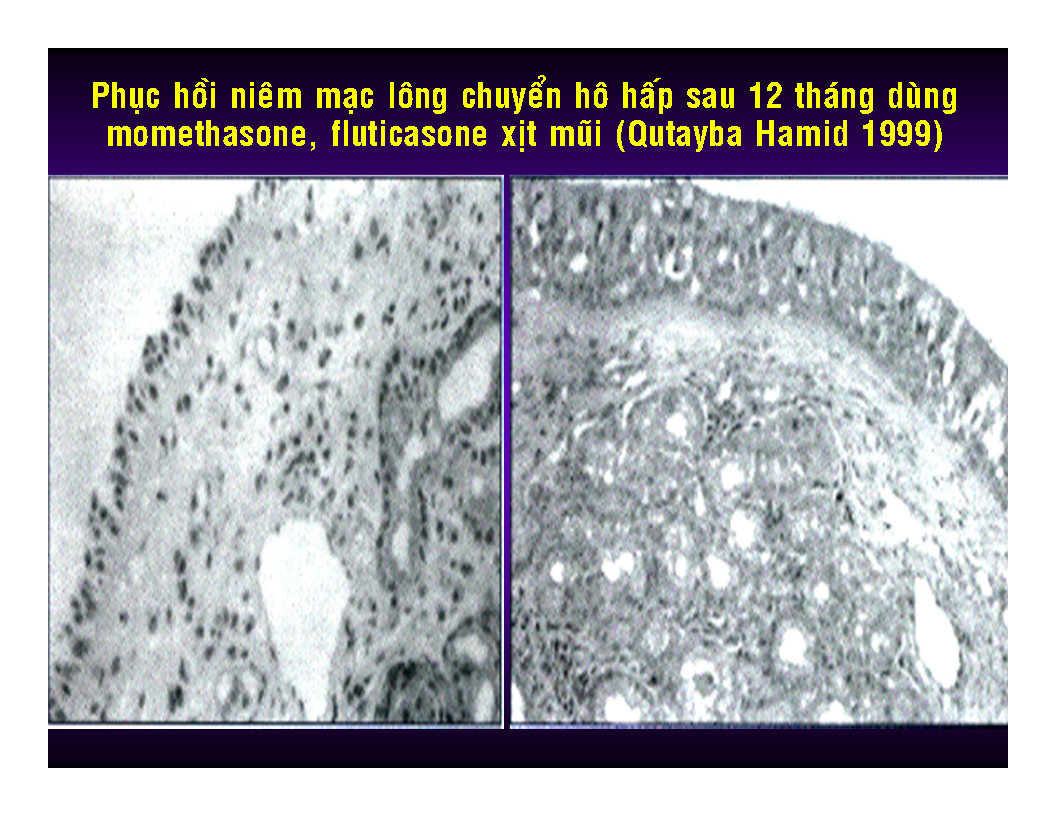 Phục hồi niêm mạc lông chuyển hô hấp sau 12 tháng dùng
momethasone, fluticasone xịt mũi (Qutayba Hamid 1999)